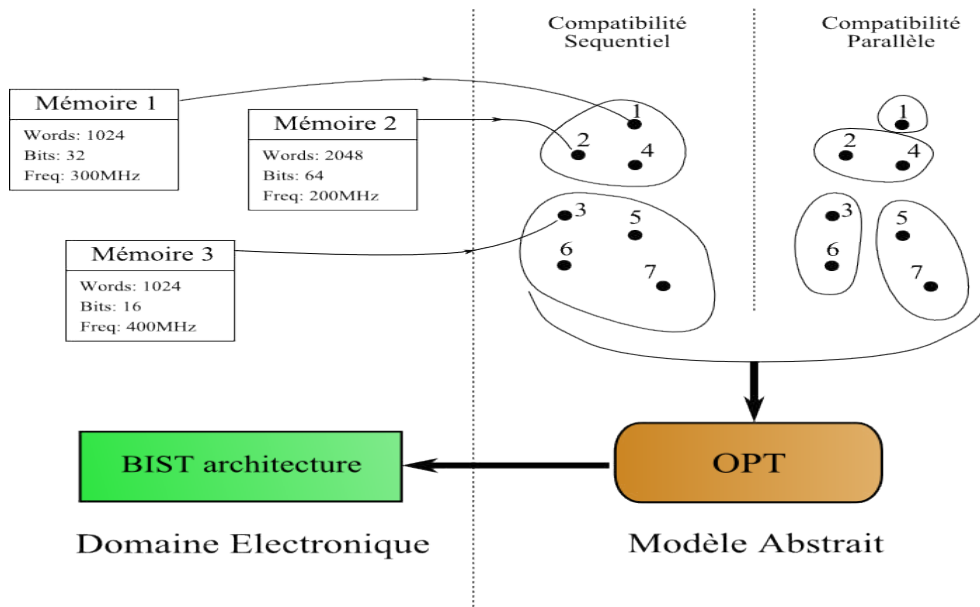 Compatibilité
Sequentiel
Compatibilité
Parallèle
Mémoire 1
Words: 1024
Bits: 32
Freq: 300MHz
Mémoire 2
Words: 2048
Bits: 64
Freq: 200MHz
Mémoire 3
Words: 1024
Bits: 16
Freq: 400MHz
1
2
4
3
5
6
7
1
2
4
3
5
6
7
BIST architecture
OPT
Domaine Electronique
Modèle Abstrait